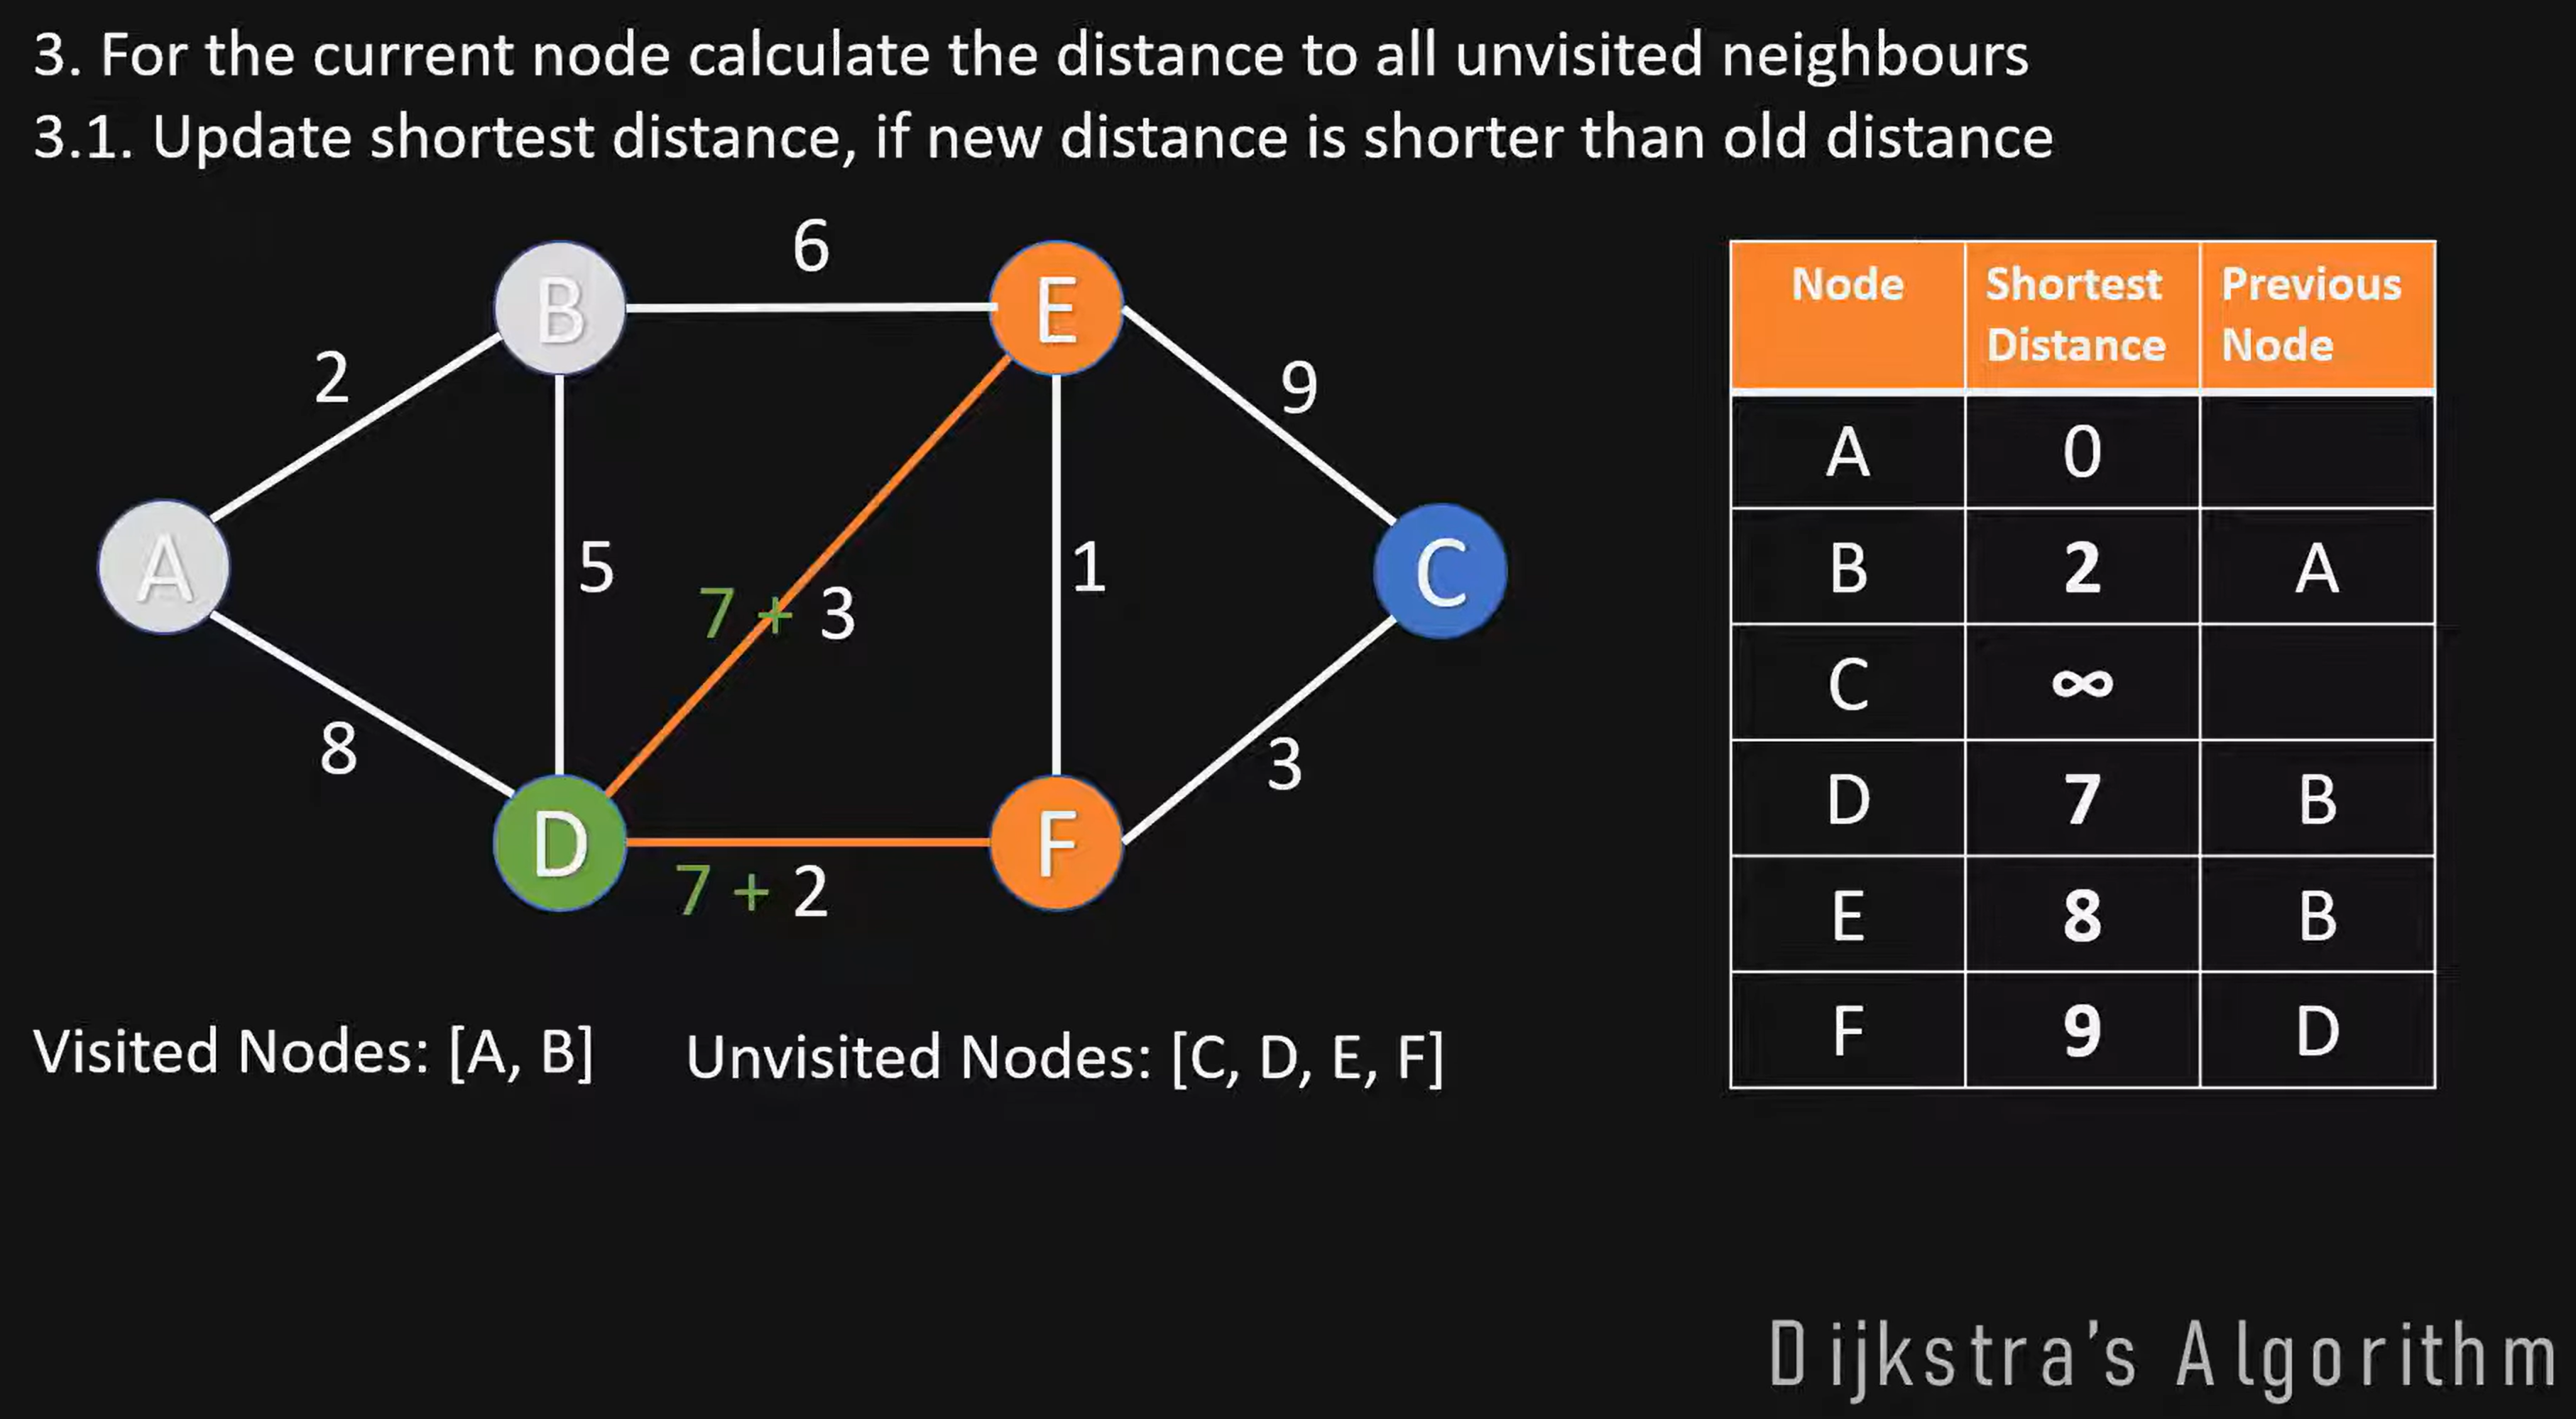 3. For the current node calculate the distance to all unvisited neighbours
3.1. Update shortest distance, if new distance is shorter than old distance
6
B
E
2
9
A
5
7 + 3
1
C
8
3
D
F
7 + 2
Visited Nodes: [A, B]
Unvisited Nodes: [C, D, E, F]
Node Shortest Distance Previous Node
A 0
B 2 A
C ∞
D 7 B
E 8 B
F 9 D
Dijkstra's Algorithm